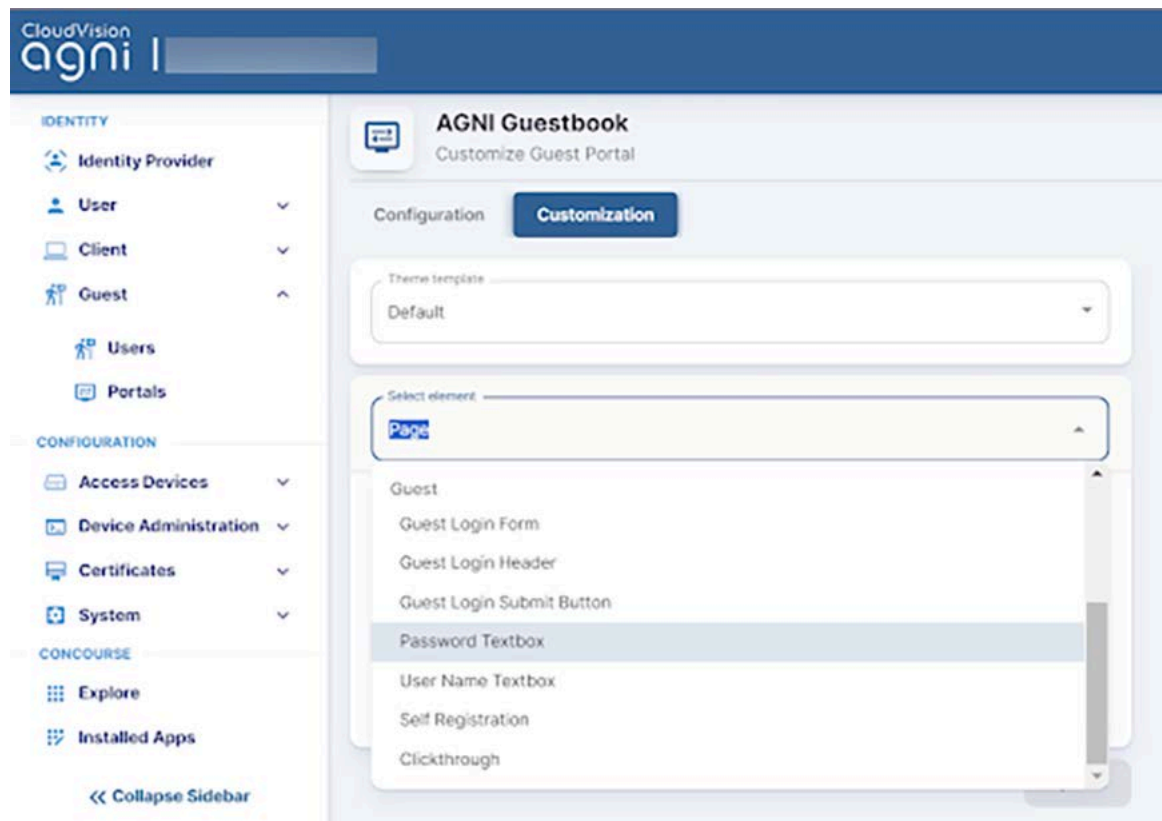 CloudVision
agni |
IDENTITY
Identity Provider
User
Client
Guest
Users
Portals
CONFIGURATION
Access Devices
Device Administration
Certificates
System
CONCOURSE
Explore
Installed Apps
Collapse Sidebar
AGNI Guestbook
Customize Guest Portal
Configuration
Customization
Theme template
Default
Select element
Page
Guest
Guest Login Form
Guest Login Header
Guest Login Submit Button
Password Textbox
User Name Textbox
Self Registration
Clickthrough